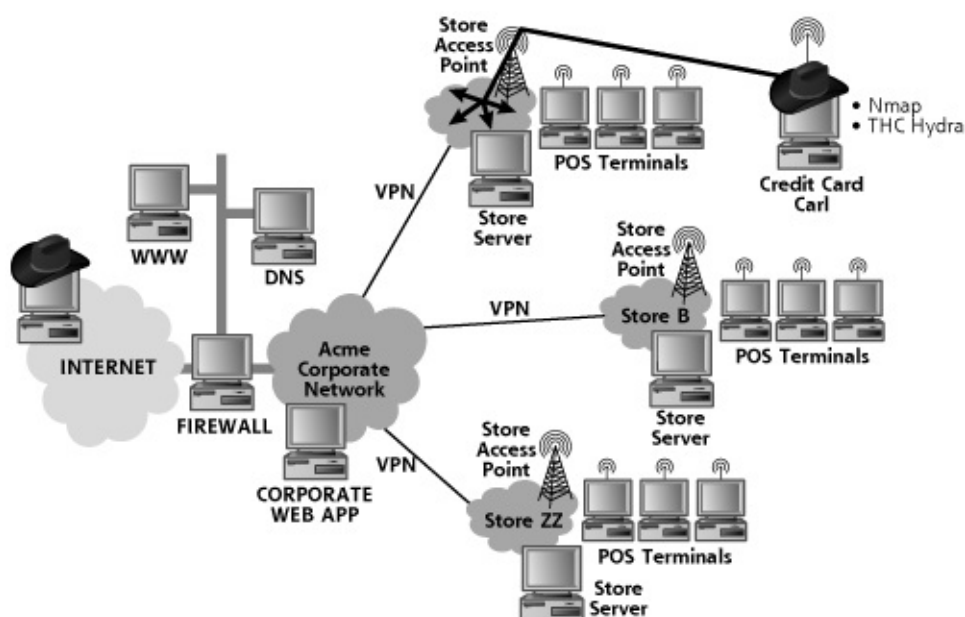 Store
Access
Point
• Nmap
• THC Hydra
POS Terminals
Credit Card
Carl
VPN
Store
Server
WWW
DNS
Store
Access
Point
VPN
Store B
POS Terminals
Store
Server
INTERNET
Acme
Corporate
Network
FIREWALL
VPN
CORPORATE
WEB APP
Store
Access
Point
Store ZZ
POS Terminals
Store
Server